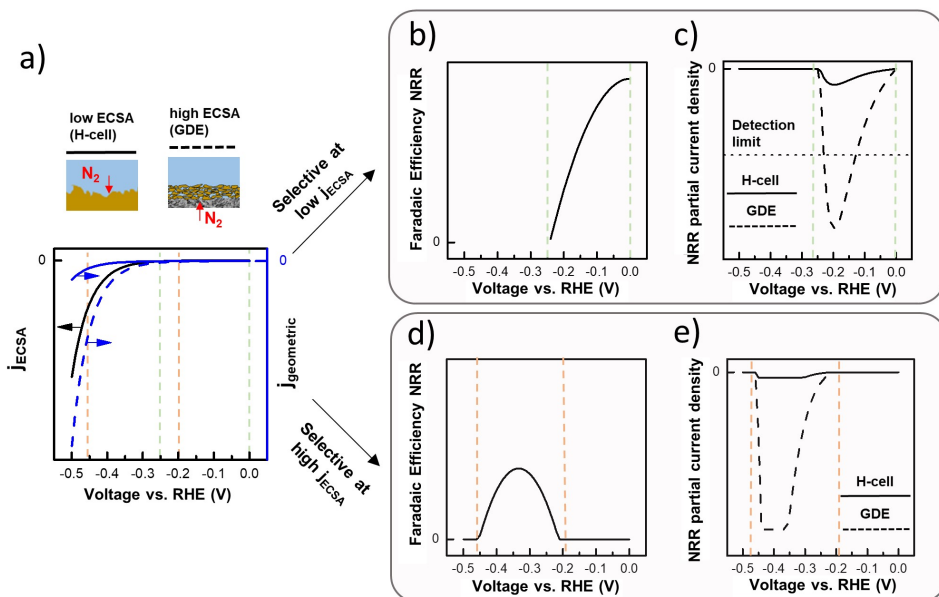 a)
low ECSA
(H-cell)
high ECSA
(GDE)
N2
N2
Selective at
low jECSA
0
0
jECSA
jgeometric
-0.5 -0.4 -0.3 -0.2 -0.1 0.0
Voltage vs. RHE (V)
Selective at
high jECSA
b)
Faradaic Efficiency NRR
0
-0.5 -0.4 -0.3 -0.2 -0.1 0.0
Voltage vs. RHE (V)
c)
NRR partial current density
0
Detection
limit
H-cell
GDE
-0.5 -0.4 -0.3 -0.2 -0.1 0.0
Voltage vs. RHE (V)
d)
Faradaic Efficiency NRR
0
-0.5 -0.4 -0.3 -0.2 -0.1 0.0
Voltage vs. RHE (V)
e)
NRR partial current density
0
H-cell
GDE
-0.5 -0.4 -0.3 -0.2 -0.1 0.0
Voltage vs. RHE (V)